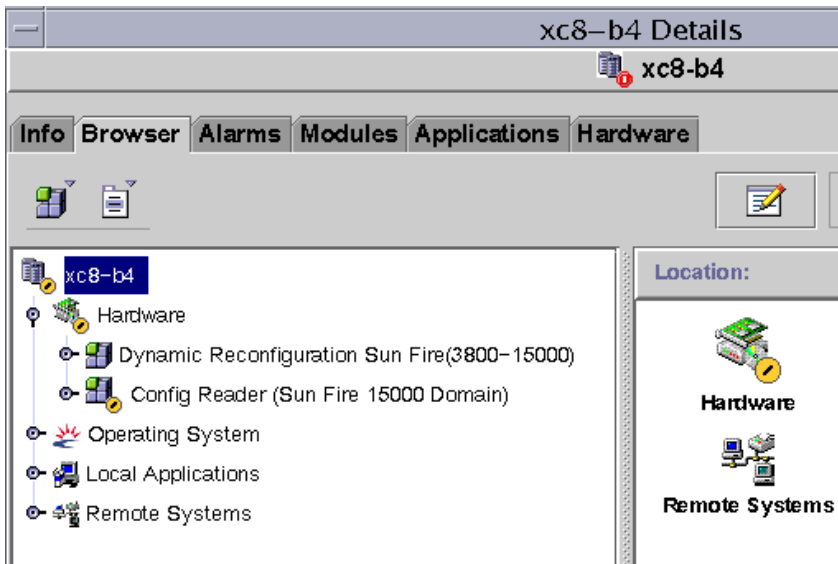 xc8-b4 Details
xc8-b4
Info Browser Alarms Modules Applications Hardware
xc8-b4
Location:
Hardware
Dynamic Reconfiguration Sun Fire(3800-15000)
Config Reader (Sun Fire 15000 Domain)
Operating System
Local Applications
Remote Systems
Hardware
Remote Systems